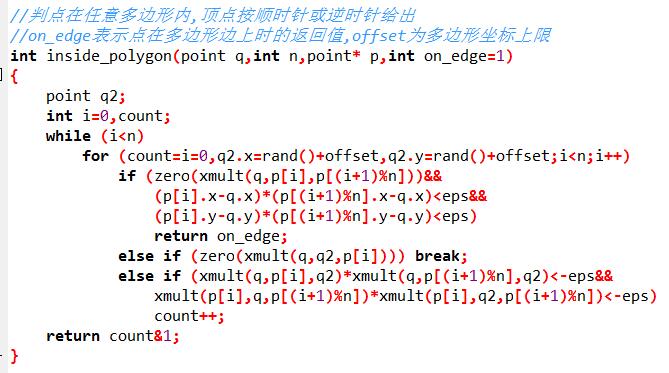 //判点在任意多边形内,顶点按顺时针或逆时针给出
//on_edge表示点在多边形边上时的返回值,offset为多边形坐标上限
int inside_polygon(point q,int n,point* p,int on_edge=1)
{
    point q2;
    int i=0,count;
    while (i<n)
        for (count=i=0,q2.x=rand()+offset,q2.y=rand()+offset;i<n;i++)
            if (zero(xmult(q,p[i],p[(i+1)%n]))&&
                (p[i].x-q.x)*(p[(i+1)%n].x-q.x)<eps&&
                (p[i].y-q.y)*(p[(i+1)%n].y-q.y)<eps)
                return on_edge;
            else if (zero(xmult(q,q2,p[i]))) break;
            else if (xmult(q,p[i],q2)*xmult(q,p[(i+1)%n],q2)<-eps&&
                xmult(p[i],q,p[(i+1)%n])*xmult(p[i],q2,p[(i+1)%n])<-eps)
                count++;
    return count&1;
}